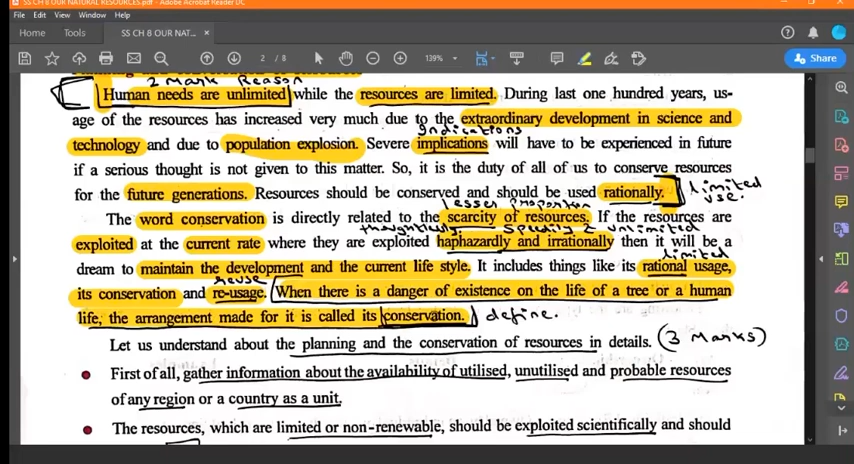 SS.CH 8 OUR NATURAL RESOURCES.pdf - Adobe Acrobat Reader DC
File Edit View Window Help
Home Tools SS CH 8 OUR NAT... ×
2 / 8 139% Share
2 Mark Reason
Human needs are unlimited while the resources are limited. During last one hundred years, us-
age of the resources has increased very much due to the extraordinary development in science and
indications
technology and due to population explosion. Severe implications will have to be experienced in future
if a serious thought is not given to this matter. So, it is the duty of all of us to conserve resources
for the future generations. Resources should be conserved and should be used rationally. limited use.
lesser proportion
The word conservation is directly related to the scarcity of resources. If the resources are
speedily & unlimited
exploited at the current rate where they are exploited haphazardly and irrationally then it will be a
limited
dream to maintain the development and the current life style. It includes things like its rational usage,
reuse
its conservation and re-usage. When there is a danger of existence on the life of a tree or a human
life, the arrangement made for it is called its conservation. define.
Let us understand about the planning and the conservation of resources in details. (3 Marks)
● First of all, gather information about the availability of utilised, unutilised and probable resources
of any region or a country as a unit.
● The resources, which are limited or non-renewable, should be exploited scientifically and should